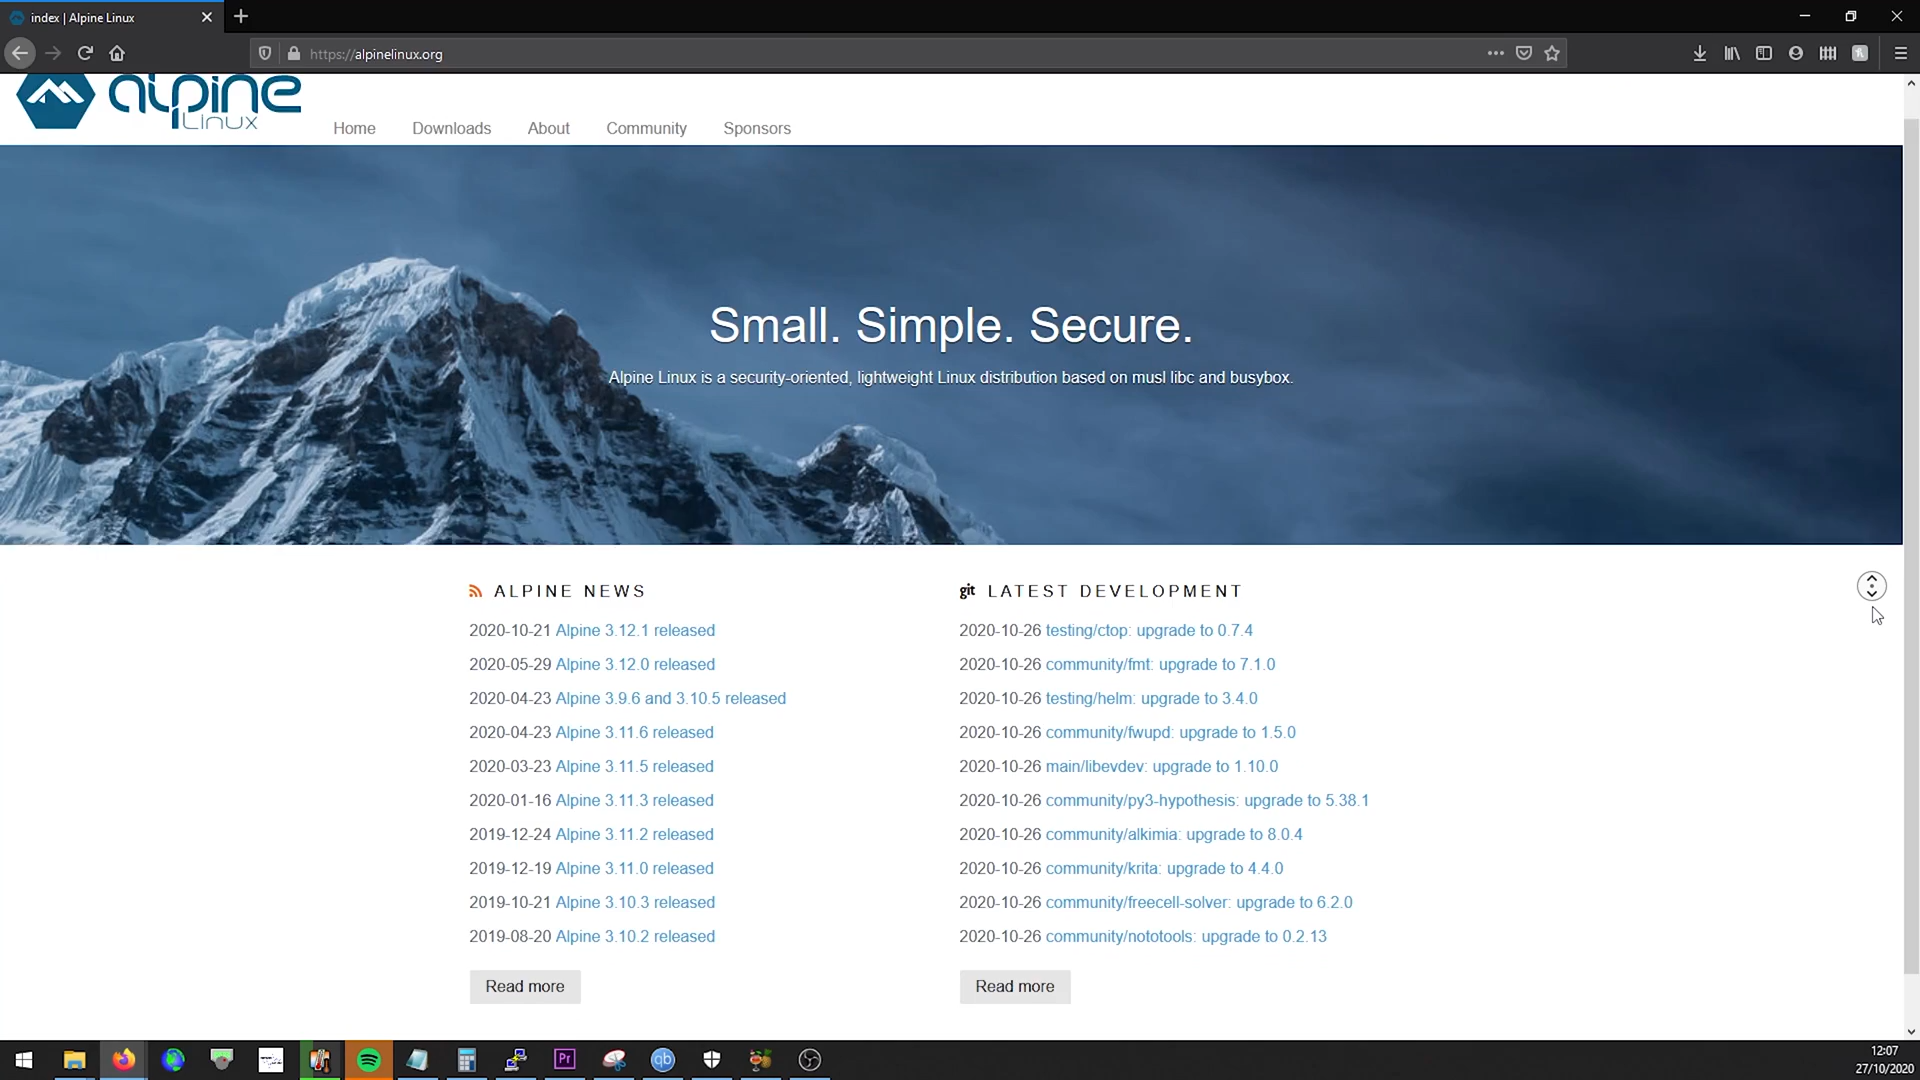 index | Alpine Linux
https://alpinelinux.org
alpine
Linux
Home
Downloads
About
Community
Sponsors
Small. Simple. Secure.
Alpine Linux is a security-oriented, lightweight Linux distribution based on musl libc and busybox.
ALPINE NEWS
2020-10-21 Alpine 3.12.1 released
2020-05-29 Alpine 3.12.0 released
2020-04-23 Alpine 3.9.6 and 3.10.5 released
2020-04-23 Alpine 3.11.6 released
2020-03-23 Alpine 3.11.5 released
2020-01-16 Alpine 3.11.3 released
2019-12-24 Alpine 3.11.2 released
2019-12-19 Alpine 3.11.0 released
2019-10-21 Alpine 3.10.3 released
2019-08-20 Alpine 3.10.2 released
Read more
git LATEST DEVELOPMENT
2020-10-26 testing/ctop: upgrade to 0.7.4
2020-10-26 community/fmt: upgrade to 7.1.0
2020-10-26 testing/helm: upgrade to 3.4.0
2020-10-26 community/fwupd: upgrade to 1.5.0
2020-10-26 main/libevdev: upgrade to 1.10.0
2020-10-26 community/py3-hypothesis: upgrade to 5.38.1
2020-10-26 community/alkimia: upgrade to 8.0.4
2020-10-26 community/krita: upgrade to 4.4.0
2020-10-26 community/freecell-solver: upgrade to 6.2.0
2020-10-26 community/nototools: upgrade to 0.2.13
Read more
Pr
qb
12:07
27/10/2020